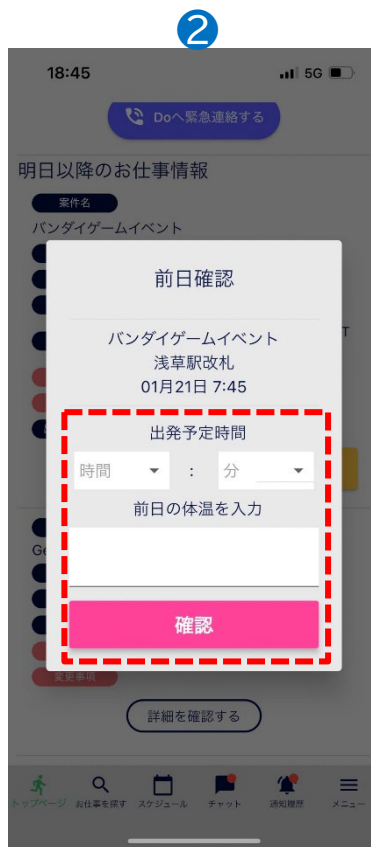 2
18:45 5G
Doへ緊急連絡する
明日以降のお仕事情報
案件名
バンダイゲームイベント
前日確認
バンダイゲームイベント
浅草駅改札
01月21日 7:45
T
出発予定時間
時間 : 分
前日の体温を入力
Ge
確認
変更事項
詳細を確認する
トップページ お仕事を探す スケジュール チャット 通知履歴 メニュー